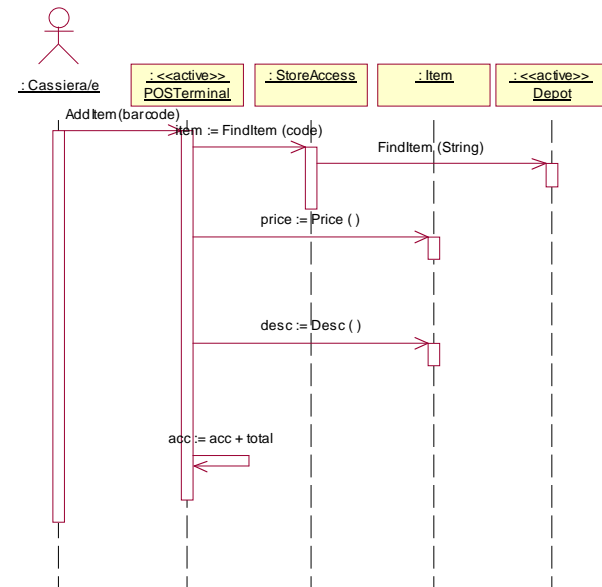 : Cassiera/e
: <<active>>
POSTerminal
: StoreAccess
: Item
: <<active>>
Depot
AddItem(barcode)
item := FindItem (code)
FindItem (String)
price := Price ( )
desc := Desc ( )
acc := acc + total